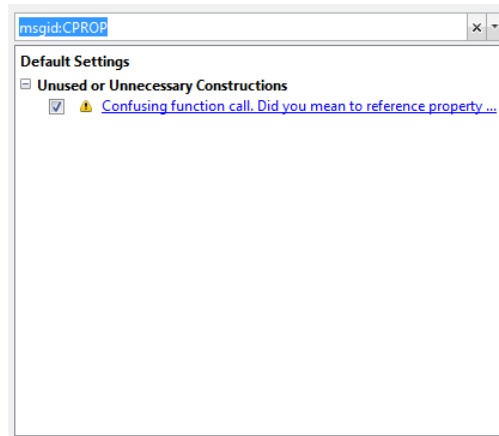 msgid:CPROP
Default Settings
Unused or Unnecessary Constructions
Confusing function call. Did you mean to reference property ...